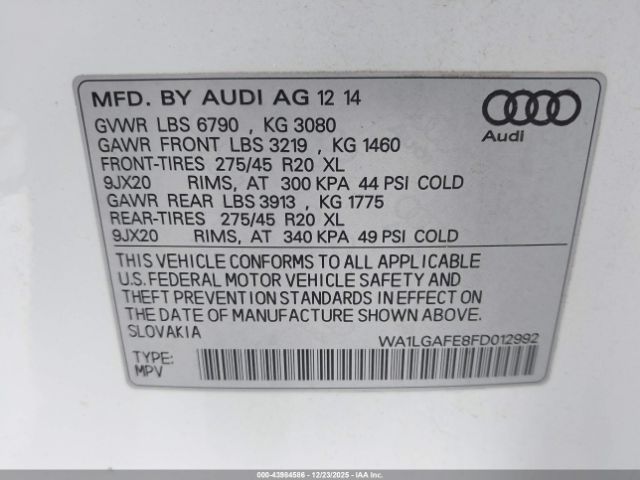 MFD. BY AUDI AG 12 14
Audi
GVWR LBS 6790 , KG 3080
GAWR FRONT LBS 3219 , KG 1460
FRONT-TIRES 275/45 R20 XL
9JX20 RIMS, AT 300 KPA 44 PSI COLD
GAWR REAR LBS 3913 , KG 1775
REAR-TIRES 275/45 R20 XL
9JX20 RIMS, AT 340 KPA 49 PSI COLD
THIS VEHICLE CONFORMS TO ALL APPLICABLE
U.S. FEDERAL MOTOR VEHICLE SAFETY AND
THEFT PREVENTION STANDARDS IN EFFECT ON
THE DATE OF MANUFACTURE SHOWN ABOVE.
SLOVAKIA
WA1LGAFE8FD012992
TYPE:
MPV
000-43984586 - 12/23/2025 - IAA, Inc.